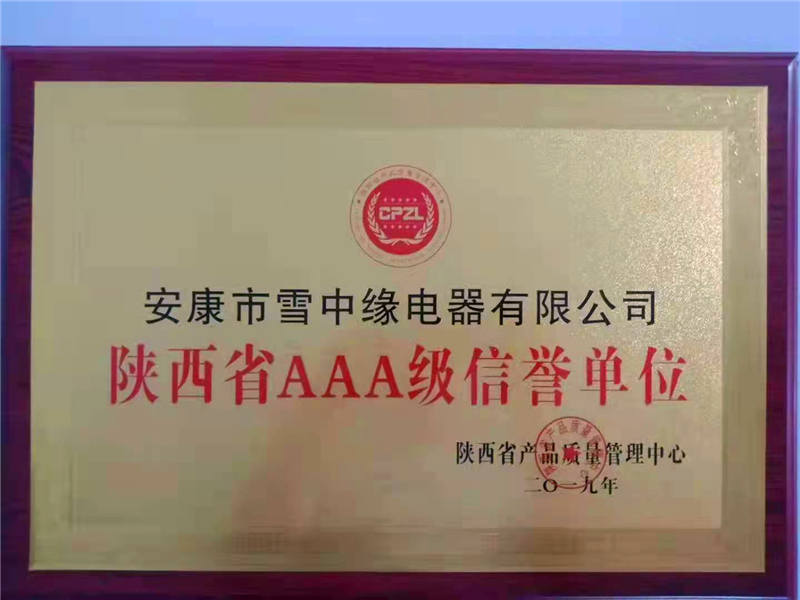 CPZL
安康市雪中缘电器有限公司
陕西省AAA级信誉单位
陕西省产品质量管理中心
二〇一九年